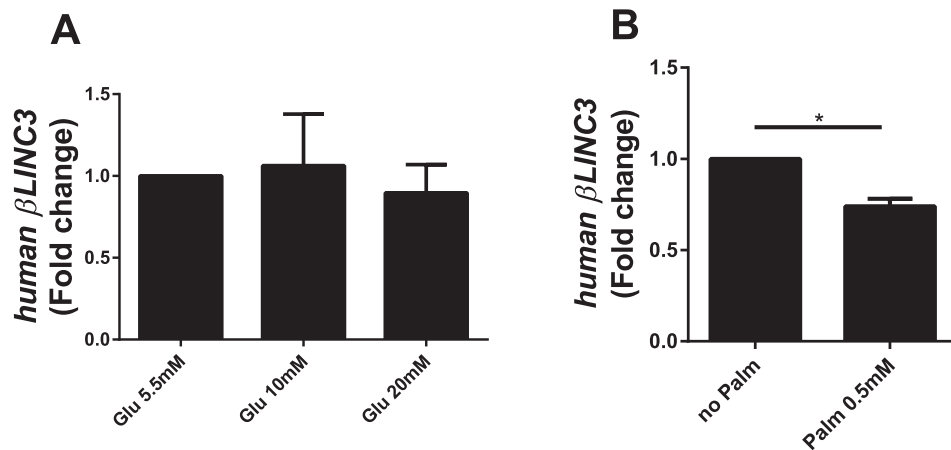 A
human βLINC3
(Fold change)
1.5
1.0
0.5
0.0
Glu 5.5mM
Glu 10mM
Glu 20mM
B
human βLINC3
(Fold change)
1.5
1.0
0.5
0.0
*
no Palm
Palm 0.5mM